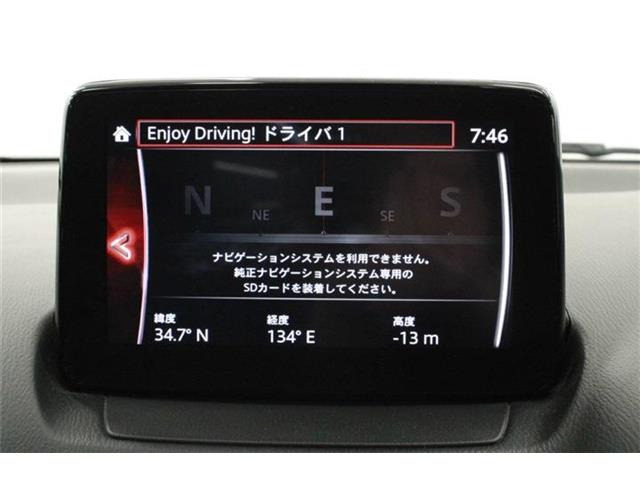 Enjoy Driving! ドライバ 1 7:46
N NE E SE S
ナビゲーションシステムを利用できません。
純正ナビゲーションシステム専用の
SDカードを装着してください。
緯度 経度 高度
34.7° N 134° E -13 m